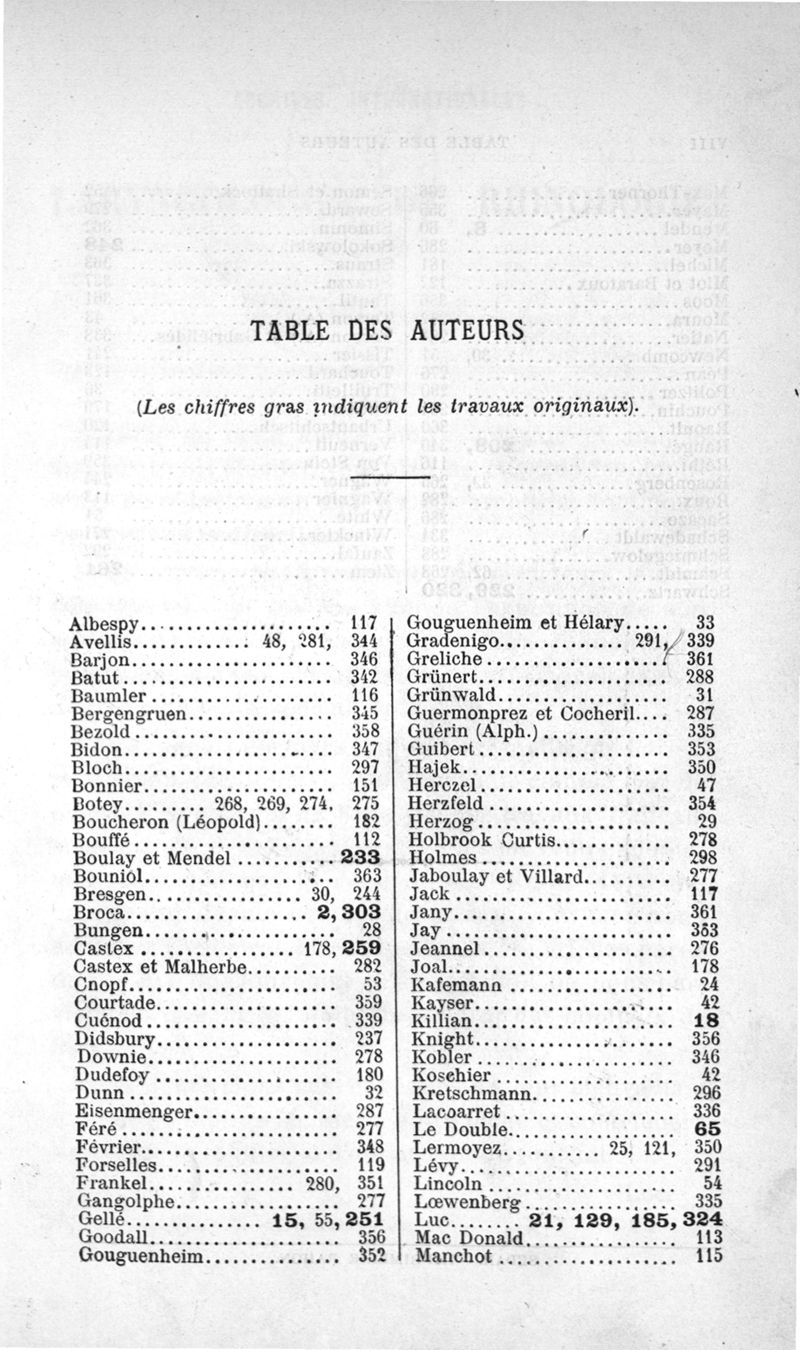 TABLE DES AUTEURS
(Les chiffres gras indiquent les travaux originaux).
Albespy.................... 117
Avellis............. 48, 281, 344
Barjon...................... 346
Batut....................... 342
Baumler.................... 116
Bergengruen............... 345
Bezold...................... 358
Bidon....................... 347
Bloch....................... 297
Bonnier..................... 151
Botey......... 268, 269, 274, 275
Boucheron (Léopold)........ 182
Bouffé...................... 112
Boulay et Mendel ........... 233
Bouniol..................... 363
Bresgen................. 30, 244
Broca.................... 2, 303
Bungen..................... 28
Castex ................. 178, 259
Castex et Malherbe.......... 282
Cnopf....................... 53
Courtade.................... 359
Cuénod..................... 339
Didsbury.................... 237
Downie..................... 278
Dudefoy .................... 180
Dunn ....................... 32
Eisenmenger................ 287
Féré ........................ 277
Février...................... 348
Forselles.................... 119
Frankel................ 280, 351
Gangolphe.................. 277
Gellé............... 15, 55, 251
Goodall..................... 356
Gouguenheim............... 352
Gouguenheim et Hélary..... 33
Gradenigo.............. 291, 339
Greliche.................... 361
Grünert..................... 288
Grünwald................... 31
Guermonprez et Cocheril.... 287
Guérin (Alph.).............. 335
Guibert..................... 353
Hajek....................... 350
Herczel..................... 47
Herzfeld.................... 354
Herzog...................... 29
Holbrook Curtis............. 278
Holmes..................... 298
Jaboulay et Villard.......... 277
Jack ........................ 117
Jany........................ 361
Jay ......................... 353
Jeannel..................... 276
Joal......................... 178
Kafemann .................. 24
Kayser...................... 42
Killian...................... 18
Knight...................... 356
Kobler...................... 346
Koschier.................... 42
Kretschmann................ 296
Lacoarret................... 336
Le Double................... 65
Lermoyez........... 25, 121, 350
Lévy........................ 291
Lincoln ..................... 54
Lœwenberg................. 335
Luc........ 21, 129, 185, 324
Mac Donald................. 113
Manchot.................... 115